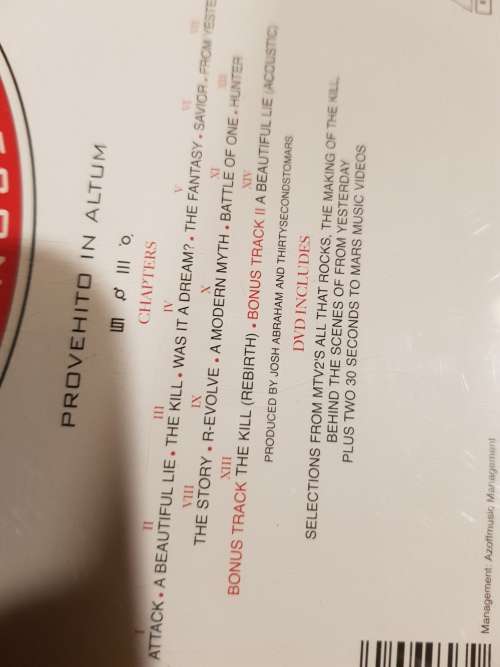 PROVEHITO IN ALTUM
CHAPTERS
I II III IV V VI VII
ATTACK • A BEAUTIFUL LIE • THE KILL • WAS IT A DREAM? • THE FANTASY • SAVIOR • FROM YESTE
VIII IX X XI XII
THE STORY • R-EVOLVE • A MODERN MYTH • BATTLE OF ONE • HUNTER
XIII XIV
BONUS TRACK THE KILL (REBIRTH) • BONUS TRACK II A BEAUTIFUL LIE (ACOUSTIC)
PRODUCED BY JOSH ABRAHAM AND THIRTYSECONDSTOMARS
DVD INCLUDES
SELECTIONS FROM MTV2'S ALL THAT ROCKS, THE MAKING OF THE KILL,
BEHIND THE SCENES OF FROM YESTERDAY
PLUS TWO 30 SECONDS TO MARS MUSIC VIDEOS
Management: Azoffmusic Management